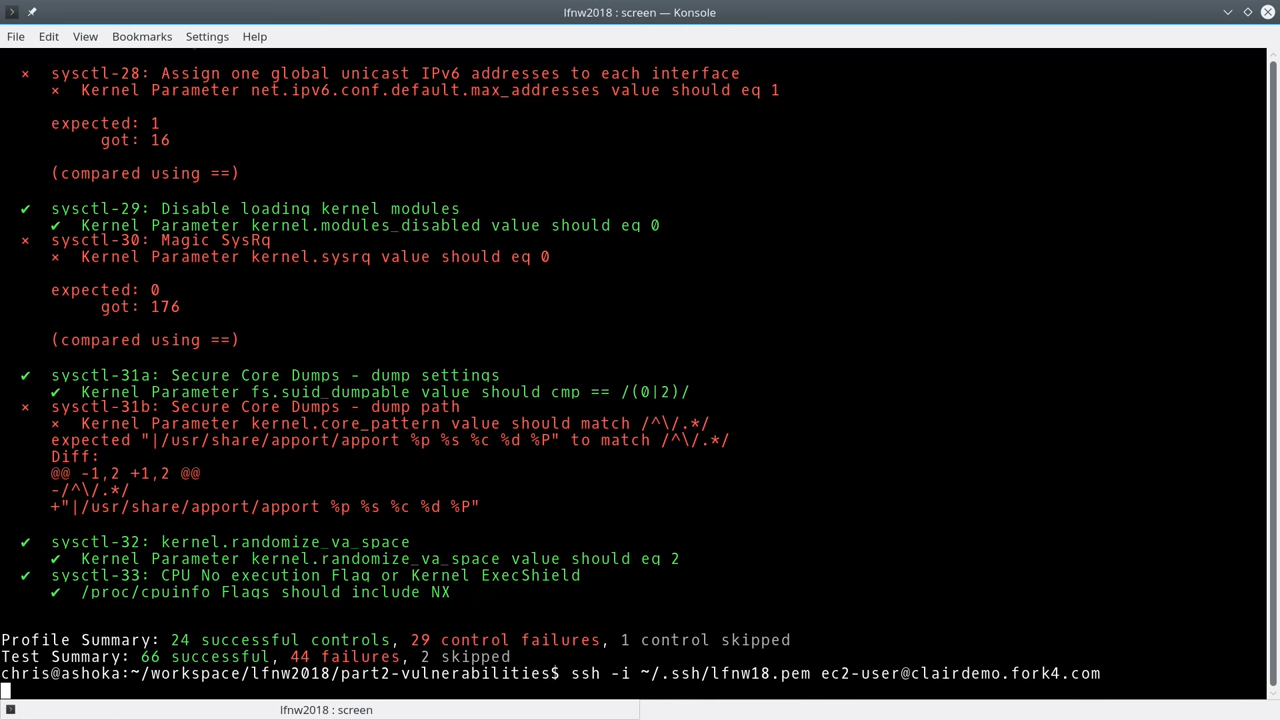 lfnw2018 : screen — Konsole
File Edit View Bookmarks Settings Help
× sysctl-28: Assign one global unicast IPv6 addresses to each interface
× Kernel Parameter net.ipv6.conf.default.max_addresses value should eq 1
expected: 1
got: 16
(compared using ==)
✔ sysctl-29: Disable loading kernel modules
✔ Kernel Parameter kernel.modules_disabled value should eq 0
× sysctl-30: Magic SysRq
× Kernel Parameter kernel.sysrq value should eq 0
expected: 0
got: 176
(compared using ==)
✔ sysctl-31a: Secure Core Dumps - dump settings
✔ Kernel Parameter fs.suid_dumpable value should cmp == /(0|2)/
× sysctl-31b: Secure Core Dumps - dump path
× Kernel Parameter kernel.core_pattern value should match /^\/.*/
expected "|/usr/share/apport/apport %p %s %c %d %P" to match /^\/.*/
Diff:
@@ -1,2 +1,2 @@
-/^\/.*/
+"|/usr/share/apport/apport %p %s %c %d %P"
✔ sysctl-32: kernel.randomize_va_space
✔ Kernel Parameter kernel.randomize_va_space value should eq 2
✔ sysctl-33: CPU No execution Flag or Kernel ExecShield
✔ /proc/cpuinfo Flags should include NX
Profile Summary: 24 successful controls, 29 control failures, 1 control skipped
Test Summary: 66 successful, 44 failures, 2 skipped
chris@ashoka:~/workspace/lfnw2018/part2-vulnerabilities$ ssh -i ~/.ssh/lfnw18.pem ec2-user@clairdemo.fork4.com
lfnw2018 : screen